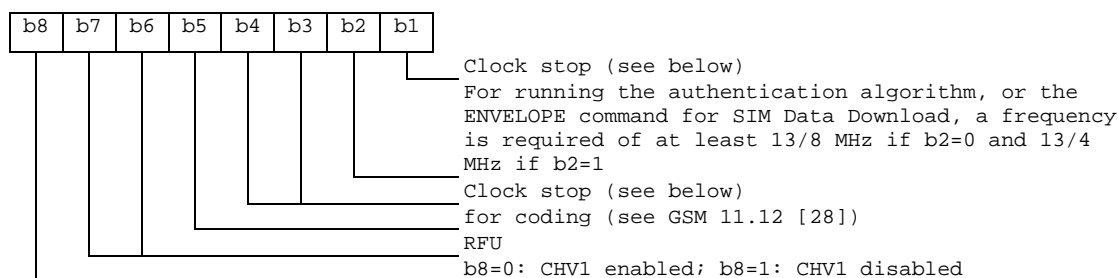 b8 b7 b6 b5 b4 b3 b2 b1
Clock stop (see below)
For running the authentication algorithm, or the
ENVELOPE command for SIM Data Download, a frequency
is required of at least 13/8 MHz if b2=0 and 13/4
MHz if b2=1
Clock stop (see below)
for coding (see GSM 11.12 [28])
RFU
b8=0: CHV1 enabled; b8=1: CHV1 disabled